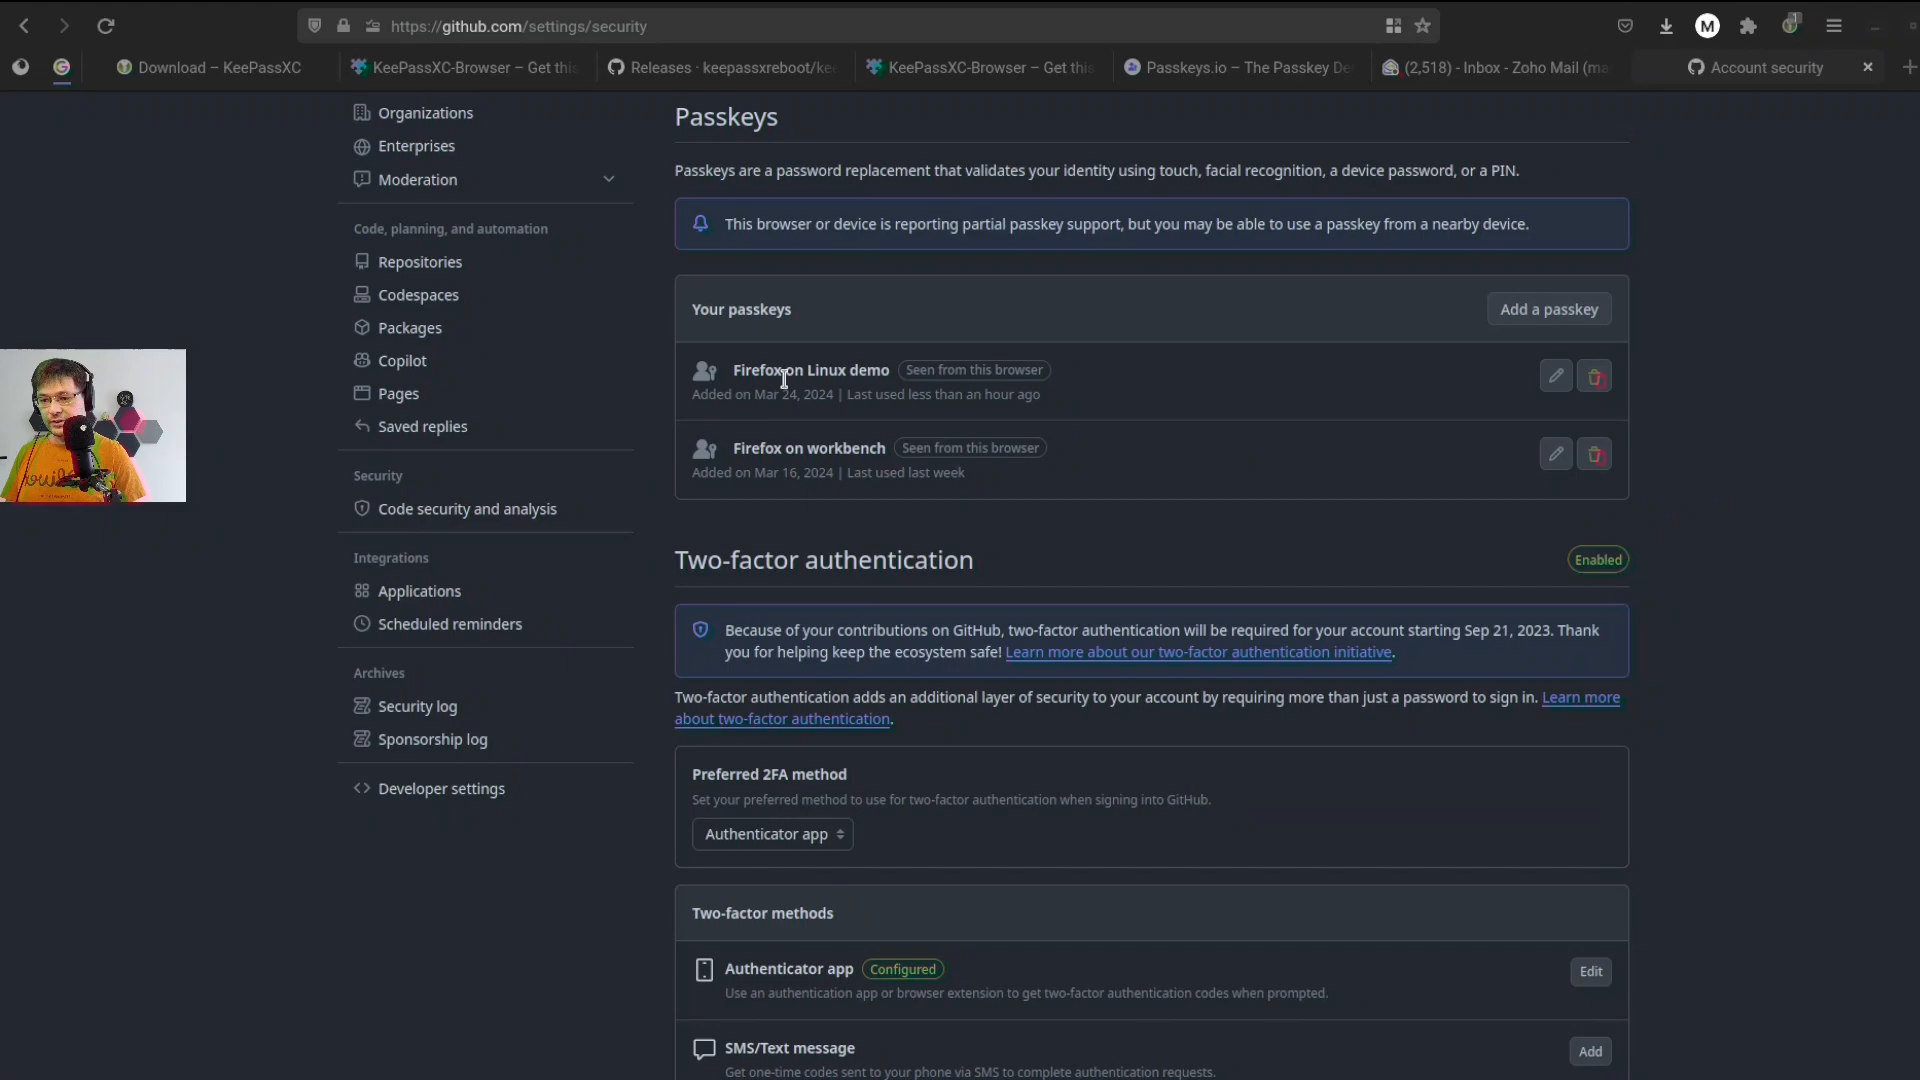 https://github.com/settings/security
M
1
Download – KeePassXC
KeePassXC-Browser – Get this
Releases · keepassxreboot/kee
KeePassXC-Browser – Get this
Passkeys.io – The Passkey De
(2,518) - Inbox - Zoho Mail (ma
Account security
Organizations
Enterprises
Moderation
Code, planning, and automation
Repositories
Codespaces
Packages
Copilot
Pages
Saved replies
Security
Code security and analysis
Integrations
Applications
Scheduled reminders
Archives
Security log
Sponsorship log
Developer settings
Passkeys
Passkeys are a password replacement that validates your identity using touch, facial recognition, a device password, or a PIN.
This browser or device is reporting partial passkey support, but you may be able to use a passkey from a nearby device.
Your passkeys
Add a passkey
Firefox on Linux demo
Seen from this browser
Added on Mar 24, 2024 | Last used less than an hour ago
Firefox on workbench
Seen from this browser
Added on Mar 16, 2024 | Last used last week
Two-factor authentication
Enabled
Because of your contributions on GitHub, two-factor authentication will be required for your account starting Sep 21, 2023. Thank
you for helping keep the ecosystem safe! Learn more about our two-factor authentication initiative.
Two-factor authentication adds an additional layer of security to your account by requiring more than just a password to sign in. Learn more
about two-factor authentication.
Preferred 2FA method
Set your preferred method to use for two-factor authentication when signing into GitHub.
Authenticator app
Two-factor methods
Authenticator app
Configured
Edit
Use an authentication app or browser extension to get two-factor authentication codes when prompted.
SMS/Text message
Add
Get one-time codes sent to your phone via SMS to complete authentication requests.